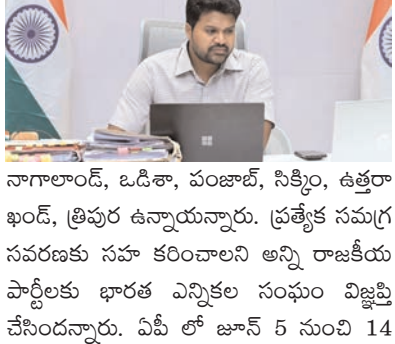 నాగాలాండ్, ఒడిశా, పంజాబ్, సిక్కిం, ఉత్తరా
ఖండ్, త్రిపుర ఉన్నాయన్నారు. ప్రత్యేక సమగ్ర
సవరణకు సహ కరించాలని అన్ని రాజకీయ
పార్టీలకు భారత ఎన్నికల సంఘం విజ్ఞప్తి
చేసిందన్నారు. ఏపీ లో జూన్ 5 నుంచి 14